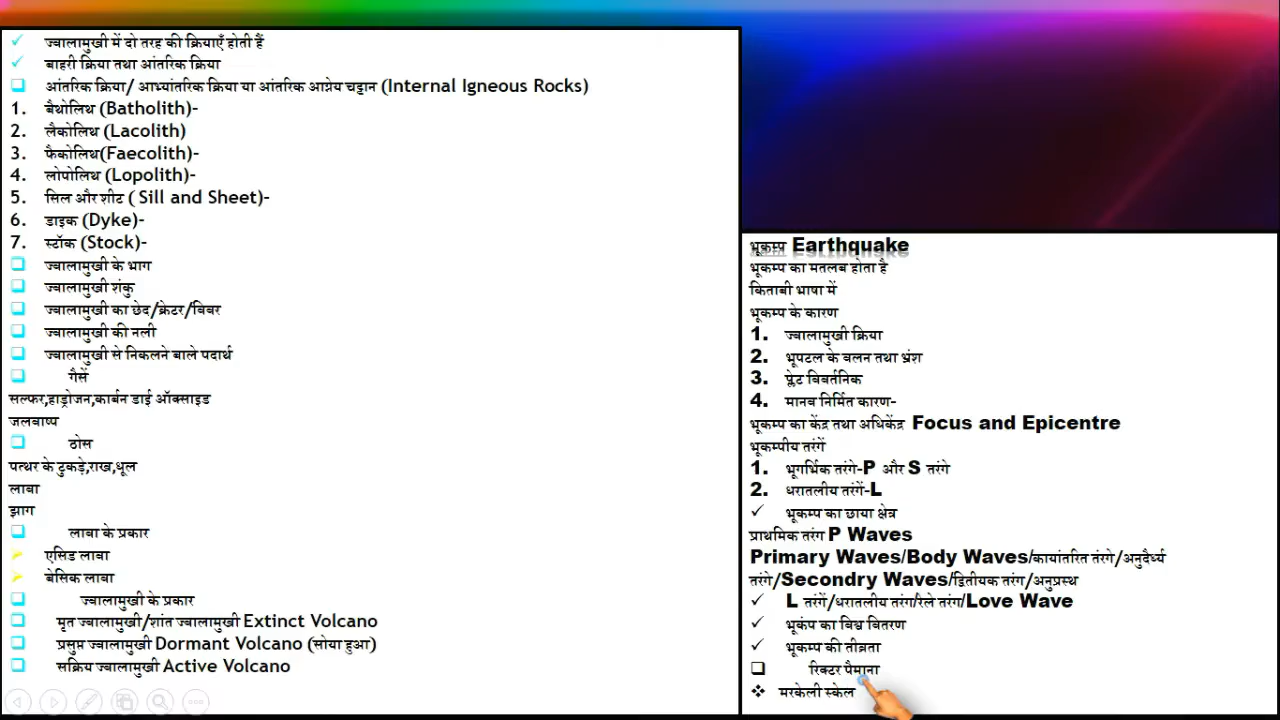 ज्वालामुखी में दो तरह की क्रियाएँ होती हैं
बाहरी क्रिया तथा आंतरिक क्रिया
आंतरिक क्रिया/ आभ्यांतरिक क्रिया या आंतरिक आग्नेय चट्टान (Internal Igneous Rocks)
1. बैथोलिथ (Batholith)-
2. लैकोलिथ (Lacolith)
3. फैकोलिथ(Faecolith)-
4. लोपोलिथ (Lopolith)-
5. सिल और शीट ( Sill and Sheet)-
6. डाइक (Dyke)-
7. स्टॉक (Stock)-
ज्वालामुखी के भाग
ज्वालामुखी शंकु
ज्वालामुखी का छेद/क्रेटर/विवर
ज्वालामुखी की नली
ज्वालामुखी से निकलने वाले पदार्थ
गैसें
सल्फर,हाड्रोजन,कार्बन डाई ऑक्साइड
जलवाष्प
ठोस
पत्थर के टुकड़े,राख,धूल
लावा
झाग
लावा के प्रकार
एसिड लावा
बेसिक लावा
ज्वालामुखी के प्रकार
मृत ज्वालामुखी/शांत ज्वालामुखी Extinct Volcano
प्रसुप्त ज्वालामुखी Dormant Volcano (सोया हुआ)
सक्रिय ज्वालामुखी Active Volcano
भूकम्प Earthquake
भूकम्प का मतलब होता है
किताबी भाषा में
भूकम्प के कारण
1. ज्वालामुखी क्रिया
2. भूपटल के वलन तथा भ्रंश
3. प्लेट विवर्तनिक
4. मानव निर्मित कारण-
भूकम्प का केंद्र तथा अधिकेंद्र Focus and Epicentre
भूकम्पीय तरंगें
1. भूगर्भिक तरंगे-P और S तरंगे
2. धरातलीय तरंगें-L
भूकम्प का छाया क्षेत्र
प्राथमिक तरंग P Waves
Primary Waves/Body Waves/कायांतरित तंरगे/अनुदैर्ध्य
तरंगे/Secondry Waves/द्वितीयक तरंग/अनुप्रस्थ
L तरंगें/धरातलीय तरंग/रेले तरंग/Love Wave
भूकंप का विश्व वितरण
भूकम्प की तीव्रता
रिक्टर पैमाना
मरकेली स्केल